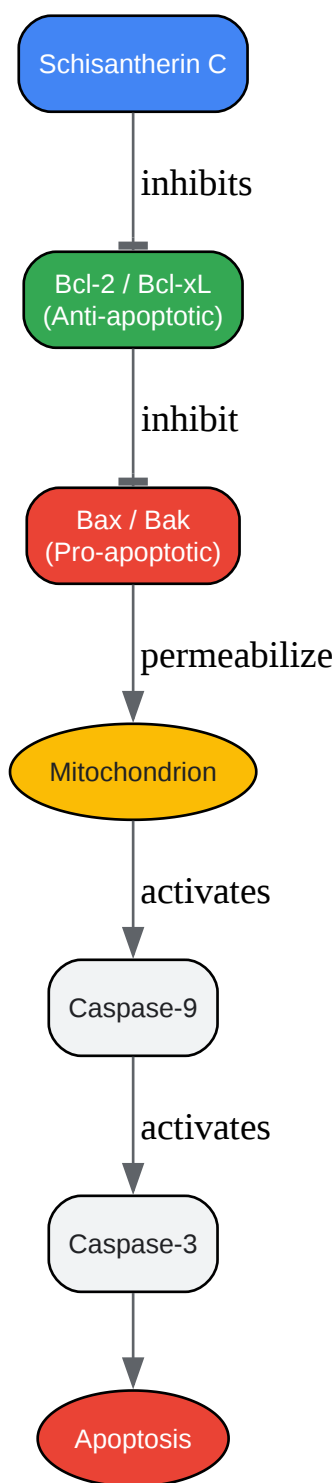 Schisantherin C
inhibits
Bcl-2 / Bcl-xL
(Anti-apoptotic)
inhibit
Bax / Bak
(Pro-apoptotic)
permeabilize
Mitochondrion
activates
Caspase-9
activates
Caspase-3
Apoptosis